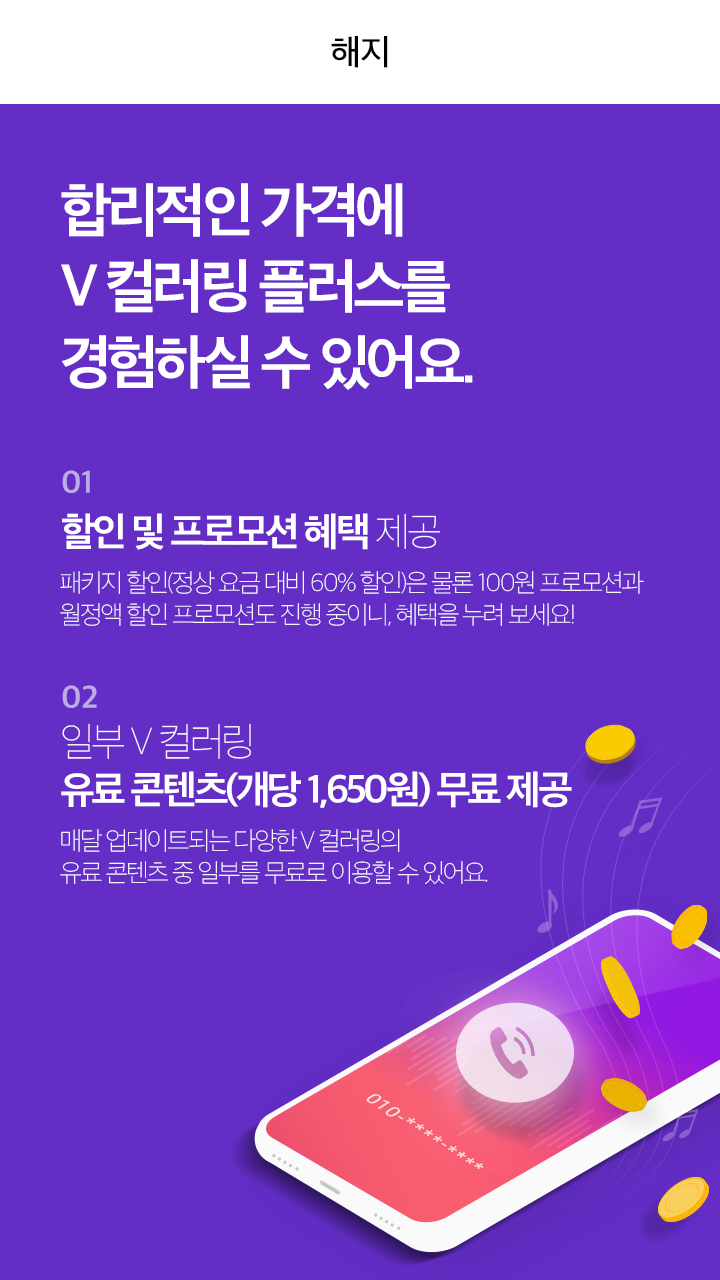 해지
합리적인 가격에
V 컬러링 플러스를
경험하실 수 있어요.
01
할인 및 프로모션 혜택 제공
패키지 할인(정상 요금 대비 60% 할인)은 물론 100원 프로모션과
월정액 할인 프로모션도 진행 중이니, 혜택을 누려 보세요!
02
일부 V 컬러링
유료 콘텐츠(개당 1,650원) 무료 제공
매달 업데이트되는 다양한 V 컬러링의
유료 콘텐츠 중 일부를 무료로 이용할 수 있어요.
010-****-****